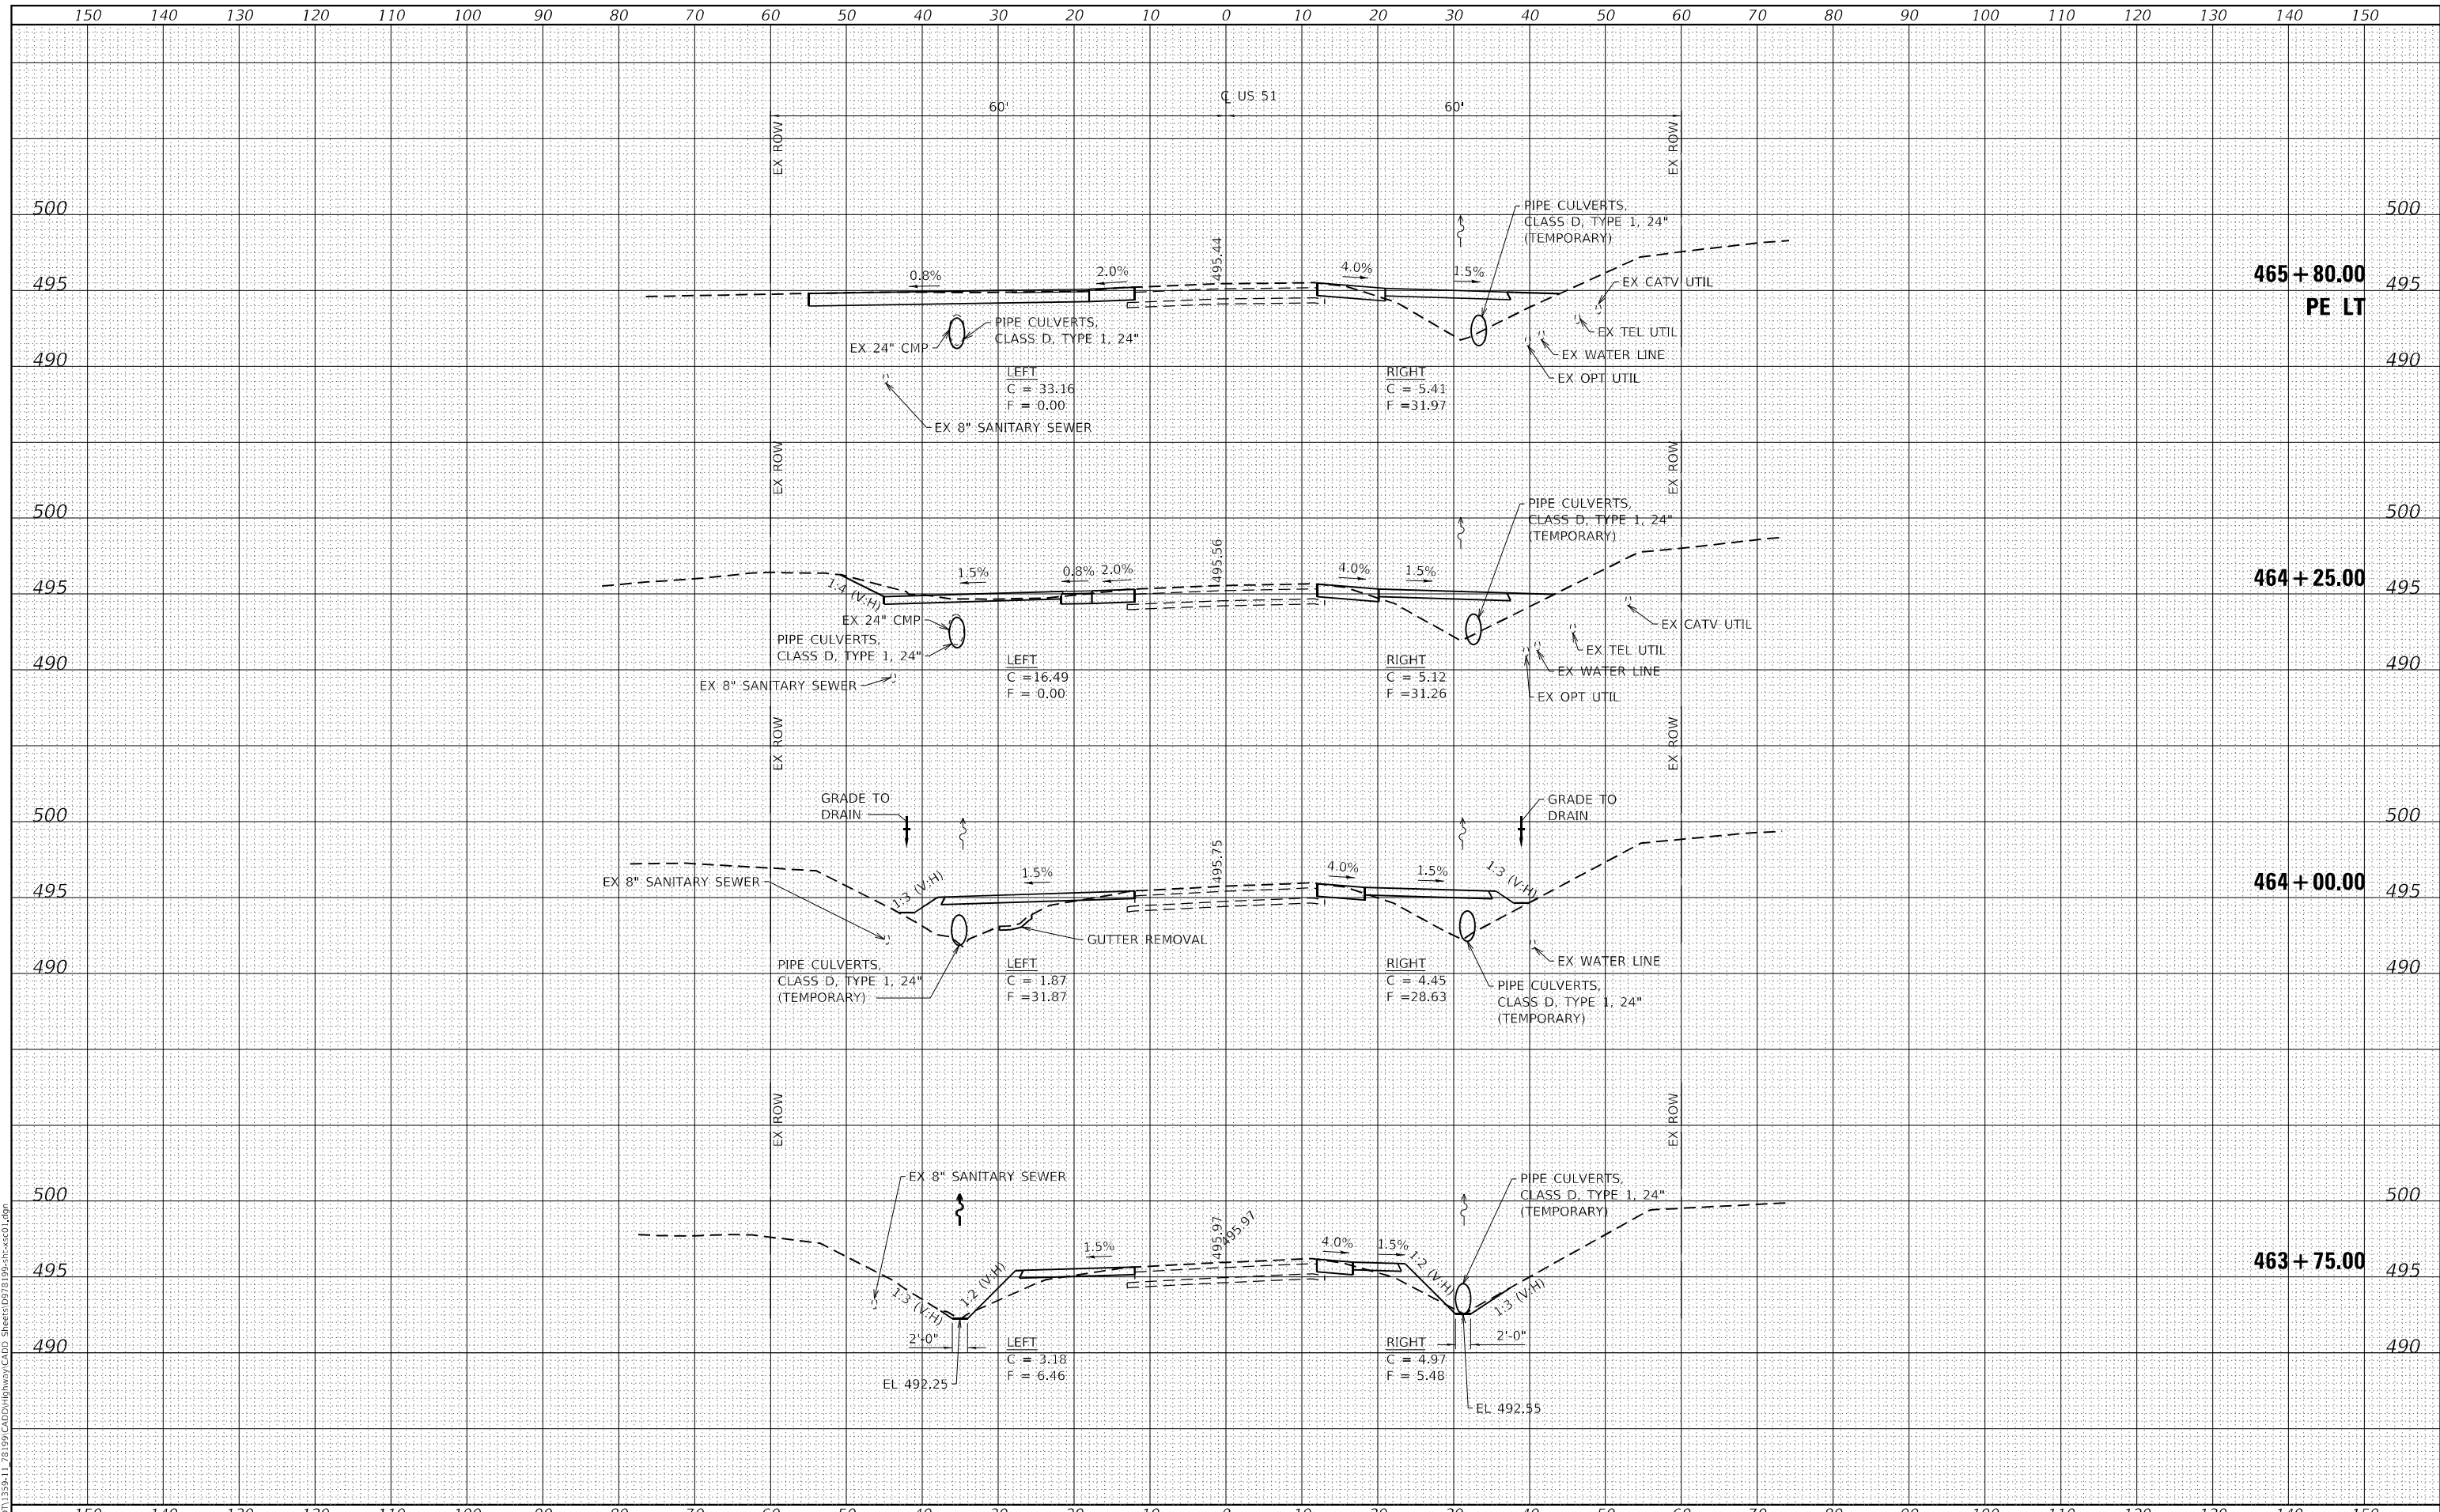 150 140 130 120 110 100 90 80 70 60 50 40 30 20 10 0 10 20 30 40 50 60 70 80 90 100 110 120 130 140 150
℄ US 51
60' 60'
EX ROW EX ROW
500 500
PIPE CULVERTS,
CLASS D, TYPE 1, 24"
(TEMPORARY)
495.44
0.8% 2.0% 4.0% 1.5%
495 495
465+80.00
PE LT
EX CATV UTIL
EX TEL UTIL
EX WATER LINE
EX OPT UTIL
PIPE CULVERTS,
CLASS D, TYPE 1, 24"
EX 24" CMP
490 490
LEFT
C = 33.16
F = 0.00
RIGHT
C = 5.41
F =31.97
EX 8" SANITARY SEWER
EX ROW EX ROW
500 500
PIPE CULVERTS,
CLASS D, TYPE 1, 24"
(TEMPORARY)
495.56
1.5% 0.8% 2.0% 4.0% 1.5%
495 495
464+25.00
1:4 (V:H)
EX 24" CMP
PIPE CULVERTS,
CLASS D, TYPE 1, 24"
EX CATV UTIL
EX TEL UTIL
EX WATER LINE
EX OPT UTIL
490 490
LEFT
C =16.49
F = 0.00
RIGHT
C = 5.12
F =31.26
EX 8" SANITARY SEWER
EX ROW EX ROW
GRADE TO
DRAIN
GRADE TO
DRAIN
500 500
495.75
1.5% 4.0% 1.5%
1:3 (V:H) 1:3 (V:H)
EX 8" SANITARY SEWER
495 495
464+00.00
GUTTER REMOVAL
EX WATER LINE
490 490
PIPE CULVERTS,
CLASS D, TYPE 1, 24"
(TEMPORARY)
LEFT
C = 1.87
F =31.87
RIGHT
C = 4.45
F =28.63
PIPE CULVERTS,
CLASS D, TYPE 1, 24"
(TEMPORARY)
EX ROW EX ROW
EX 8" SANITARY SEWER
PIPE CULVERTS,
CLASS D, TYPE 1, 24"
(TEMPORARY)
500 500
495.97
495.97
1.5% 4.0% 1.5%
495 495
463+75.00
1:3 (V:H) 1:2 (V:H) 1:2 (V:H) 1:3 (V:H)
2'-0" 2'-0"
490 490
LEFT
C = 3.18
F = 6.46
RIGHT
C = 4.97
F = 5.48
EL 492.25
EL 492.55
150 140 130 120 110 100 90 80 70 60 50 40 30 20 10 0 10 20 30 40 50 60 70 80 90 100 110 120 130 140 150